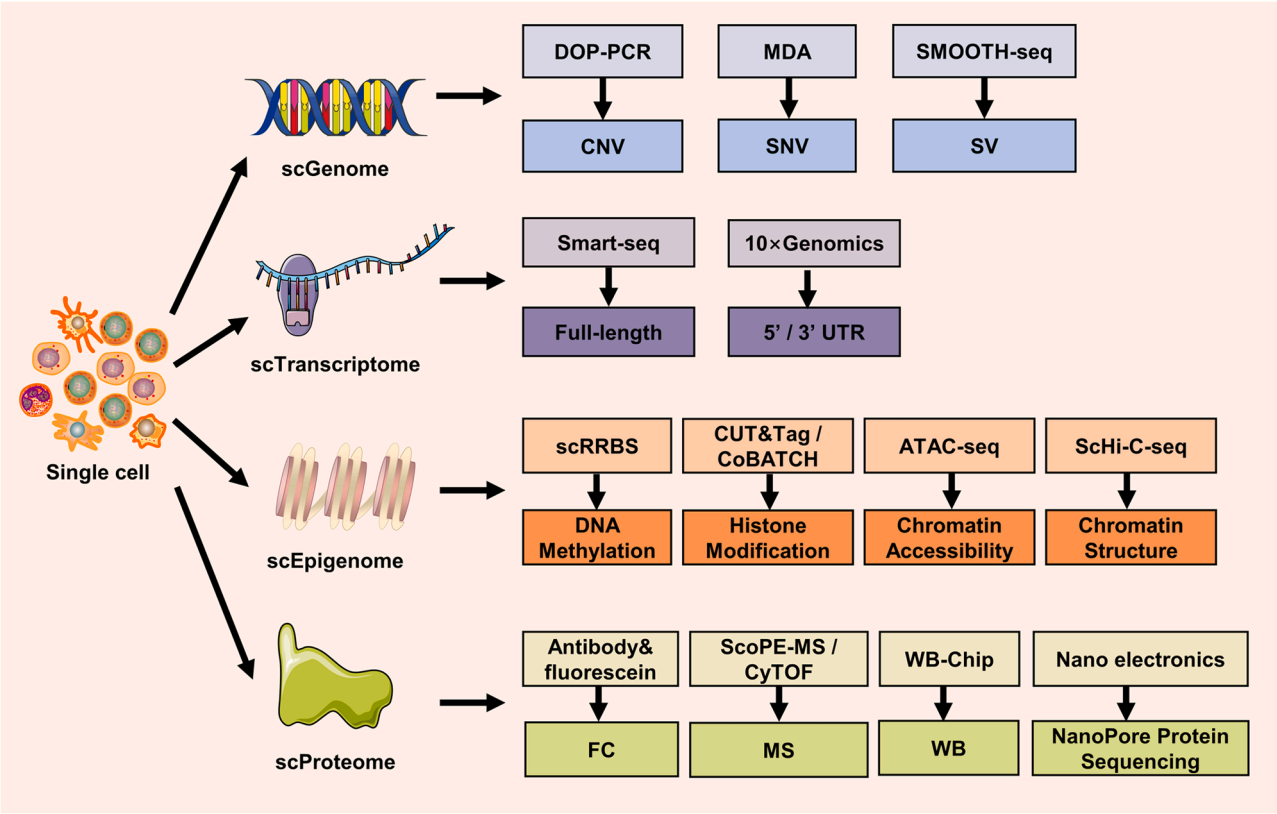 DOP-PCR
MDA
SMOOTH-seq
CNV
SNV
SV
scGenome
Smart-seq
10×Genomics
Full-length
5’ / 3’ UTR
scTranscriptome
Single cell
scRRBS
CUT&Tag /
CoBATCH
ATAC-seq
ScHi-C-seq
DNA
Methylation
Histone
Modification
Chromatin
Accessibility
Chromatin
Structure
scEpigenome
Antibody&
fluorescein
ScoPE-MS /
CyTOF
WB-Chip
Nano electronics
FC
MS
WB
NanoPore Protein
Sequencing
scProteome